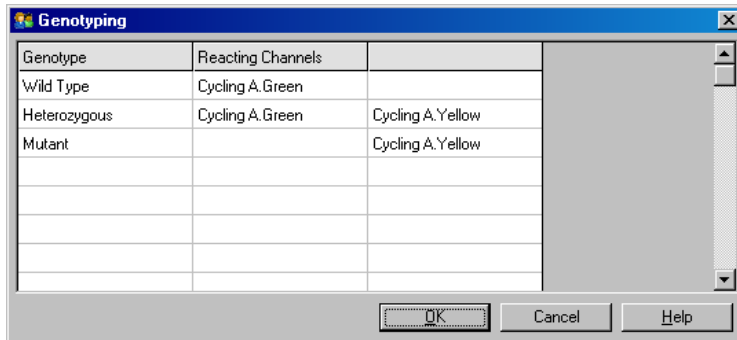 Genotyping
Genotype Reacting Channels
Wild Type Cycling A.Green
Heterozygous Cycling A.Green Cycling A.Yellow
Mutant Cycling A.Yellow
OK Cancel Help